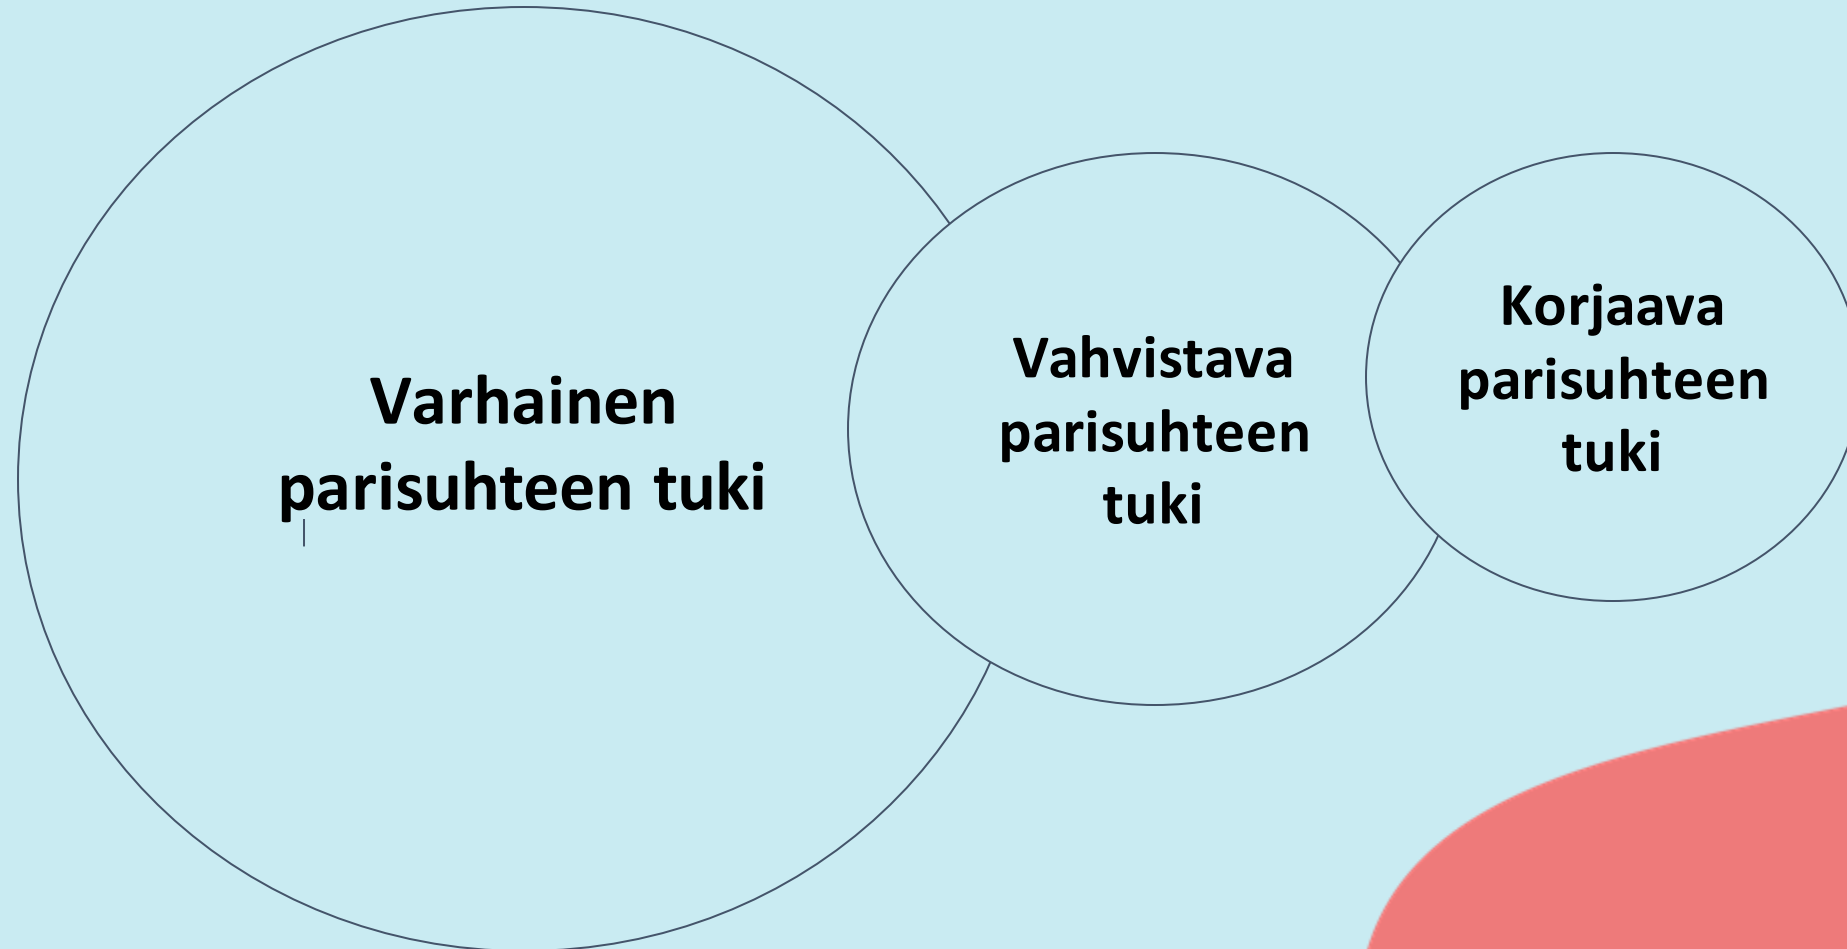 Varhainen
parisuhteen tuki
Vahvistava
parisuhteen
tuki
Korjaava
parisuhteen
tuki